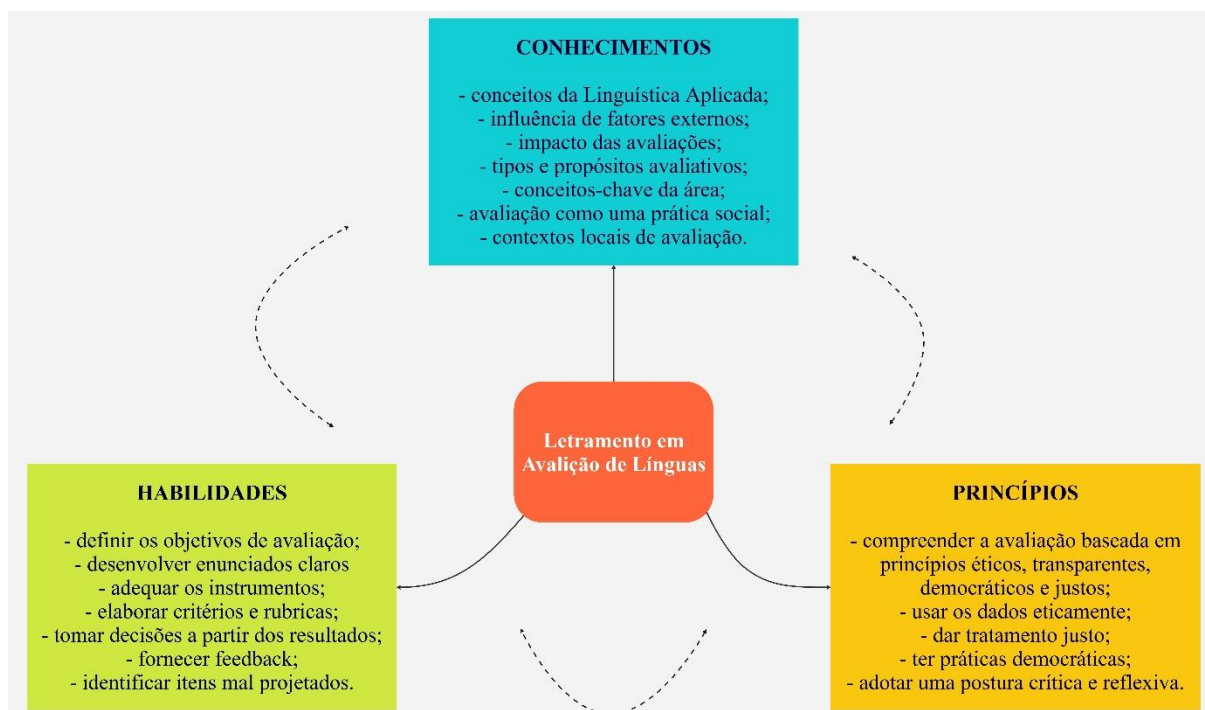 CONHECIMENTOS
- conceitos da Linguística Aplicada;
- influência de fatores externos;
- impacto das avaliações;
- tipos e propósitos avaliativos;
- conceitos-chave da área;
- avaliação como uma prática social;
- contextos locais de avaliação.
Letramento em
Avalição de Línguas
HABILIDADES
- definir os objetivos de avaliação;
- desenvolver enunciados claros
- adequar os instrumentos;
- elaborar critérios e rubricas;
- tomar decisões a partir dos resultados;
- fornecer feedback;
- identificar itens mal projetados.
PRINCÍPIOS
- compreender a avaliação baseada em
princípios éticos, transparentes,
democráticos e justos;
- usar os dados eticamente;
- dar tratamento justo;
- ter práticas democráticas;
- adotar uma postura crítica e reflexiva.